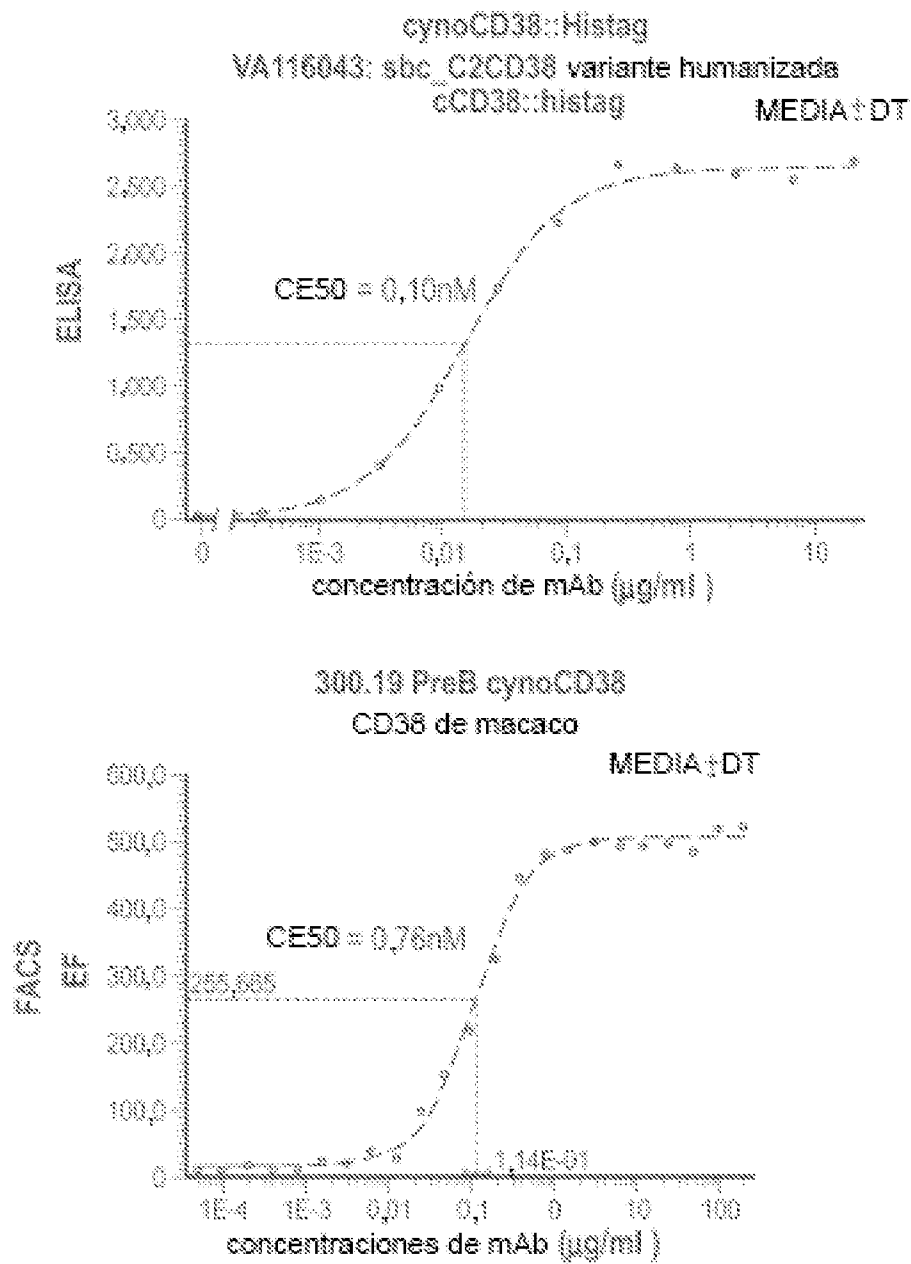 cynoCD38::Histag
VA116043: sbc_C2CD38 variante humanizada
cCD38::histag
MEDIA±DT
3,000
2,500
2,000
1,500
1,000
0,500
0
ELISA
CE50 = 0,10nM
0
1E-3
0,01
0,1
1
10
concentración de mAb (µg/ml )
300.19 PreB cynoCD38
CD38 de macaco
MEDIA±DT
600,0
500,0
400,0
300,0
200,0
100,0
0
FACS
EF
CE50 = 0,76nM
1,14E-01
1E-4
1E-3
0,01
0,1
0
10
100
concentraciones de mAb (µg/ml )